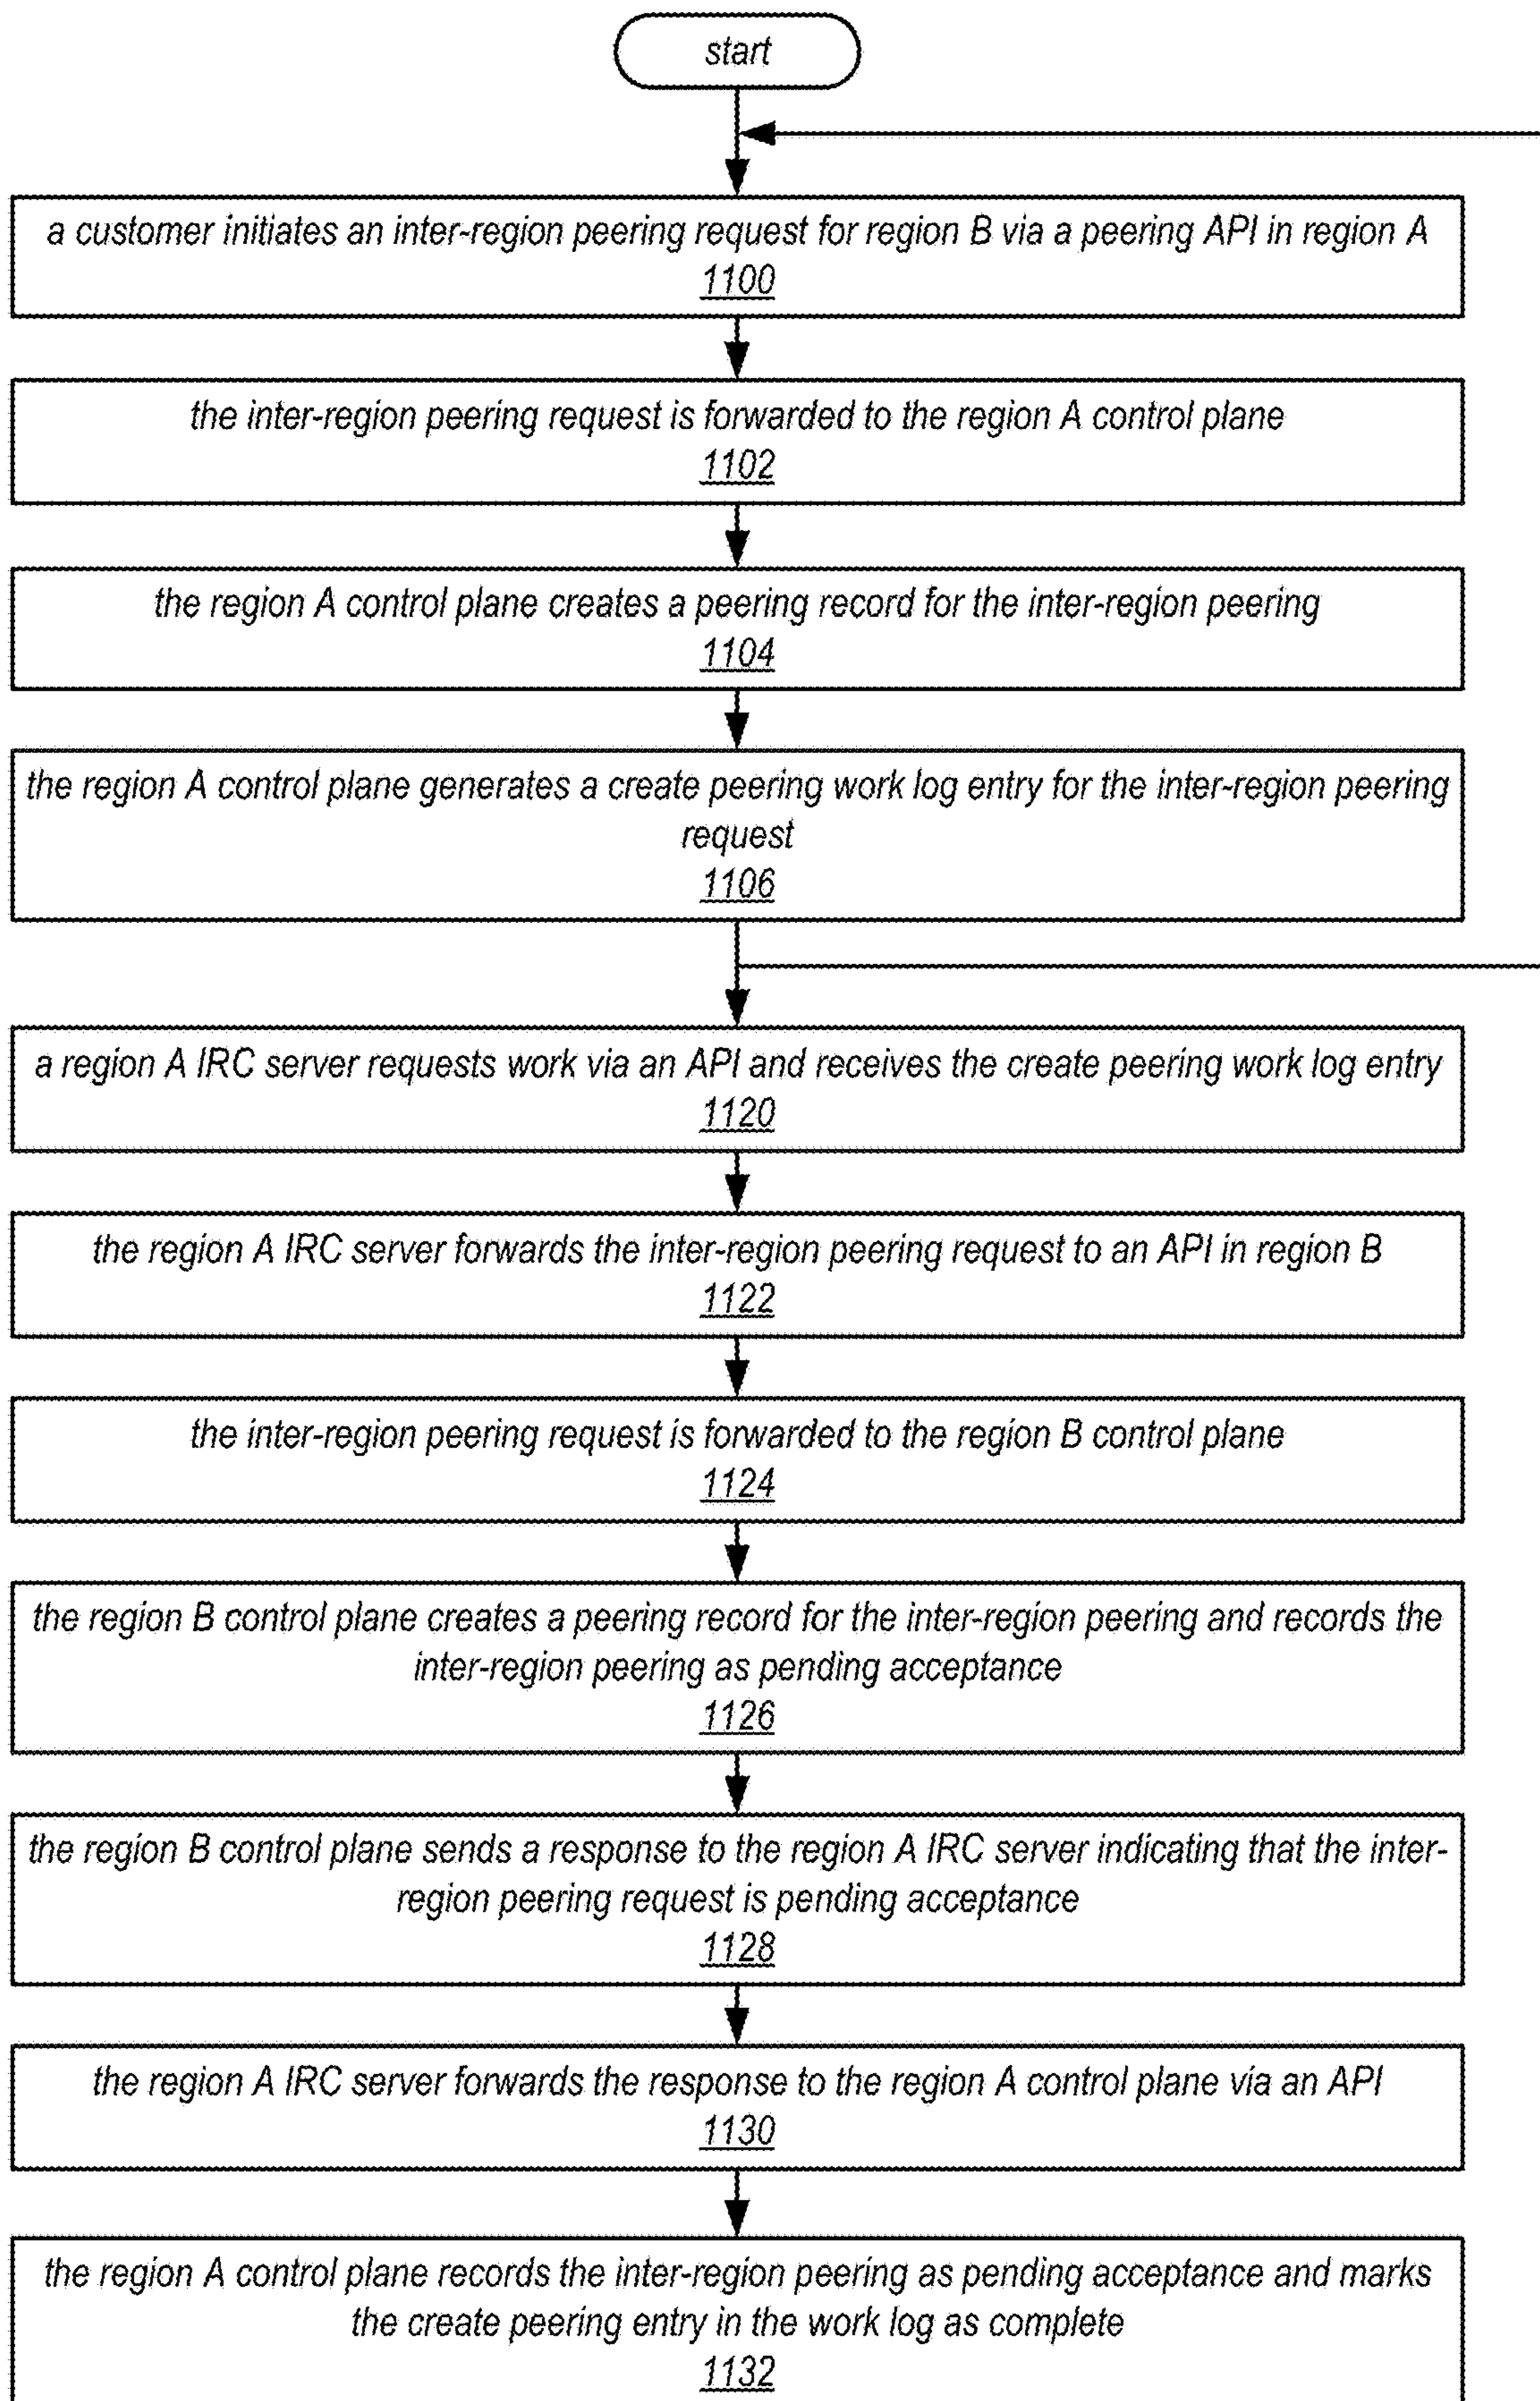 start
a customer initiates an inter-region peering request for region B via a peering API in region A
1100
the inter-region peering request is forwarded to the region A control plane
1102
the region A control plane creates a peering record for the inter-region peering
1104
the region A control plane generates a create peering work log entry for the inter-region peering
request
1106
a region A IRC server requests work via an API and receives the create peering work log entry
1120
the region A IRC server forwards the inter-region peering request to an API in region B
1122
the inter-region peering request is forwarded to the region B control plane
1124
the region B control plane creates a peering record for the inter-region peering and records the
inter-region peering as pending acceptance
1126
the region B control plane sends a response to the region A IRC server indicating that the inter-
region peering request is pending acceptance
1128
the region A IRC server forwards the response to the region A control plane via an API
1130
the region A control plane records the inter-region peering as pending acceptance and marks
the create peering entry in the work log as complete
1132